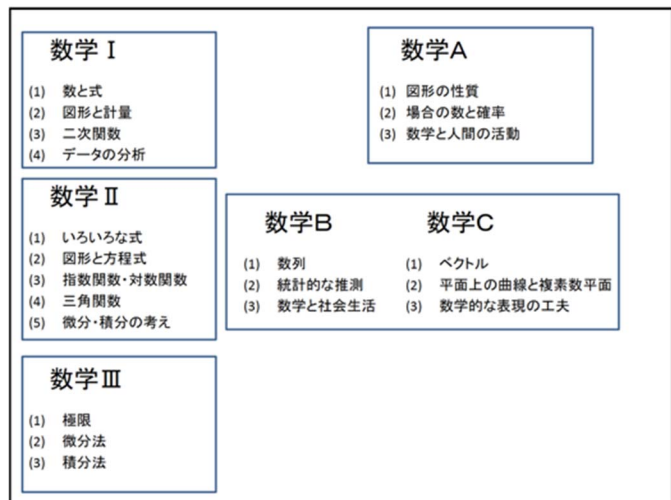 数学Ⅰ
(1) 数と式
(2) 図形と計量
(3) 二次関数
(4) データの分析
数学A
(1) 図形の性質
(2) 場合の数と確率
(3) 数学と人間の活動
数学Ⅱ
(1) いろいろな式
(2) 図形と方程式
(3) 指数関数・対数関数
(4) 三角関数
(5) 微分・積分の考え
数学B
(1) 数列
(2) 統計的な推測
(3) 数学と社会生活
数学C
(1) ベクトル
(2) 平面上の曲線と複素数平面
(3) 数学的な表現の工夫
数学Ⅲ
(1) 極限
(2) 微分法
(3) 積分法